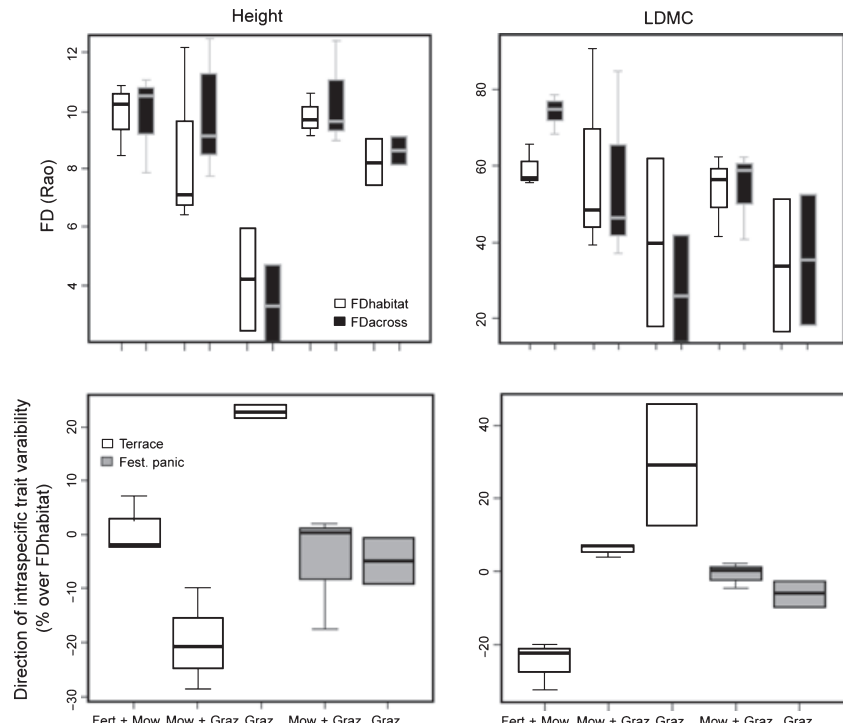 Height
LDMC
FD (Rao)
12
10
8
6
4
FDhabitat
FDacross
80
60
40
20
Direction of intraspecific trait varaibility
(% over FDhabitat)
20
10
0
-10
-20
-30
Terrace
Fest. panic
40
20
0
-20
Fert + Mow Mow + Graz Graz Mow + Graz Graz
Fert + Mow Mow + Graz Graz Mow + Graz Graz